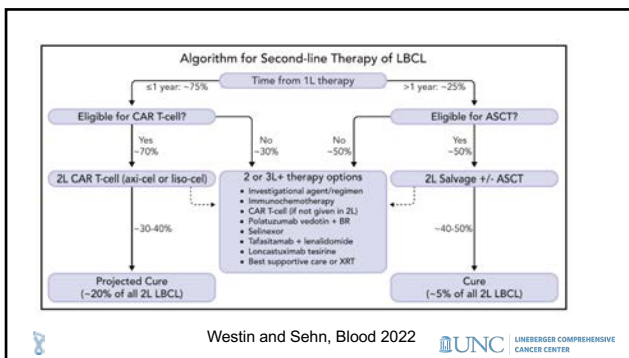 Algorithm for Second-line Therapy of LBCL
≤1 year: ~75%
Time from 1L therapy
>1 year: ~25%
Eligible for CAR T-cell?
Eligible for ASCT?
Yes
~70%
No
~30%
No
~50%
Yes
~50%
2L CAR T-cell (axi-cel or liso-cel)
2 or 3L+ therapy options
• Investigational agent/regimen
• Immunochemotherapy
• CAR T-cell (if not given in 2L)
• Polatuzumab vedotin + BR
• Selinexor
• Tafasitamab + lenalidomide
• Loncastuximab tesirine
• Best supportive care or XRT
2L Salvage +/- ASCT
~30-40%
~40-50%
Projected Cure
(~20% of all 2L LBCL)
Cure
(~5% of all 2L LBCL)
Westin and Sehn, Blood 2022
UNC
LINEBERGER COMPREHENSIVE
CANCER CENTER